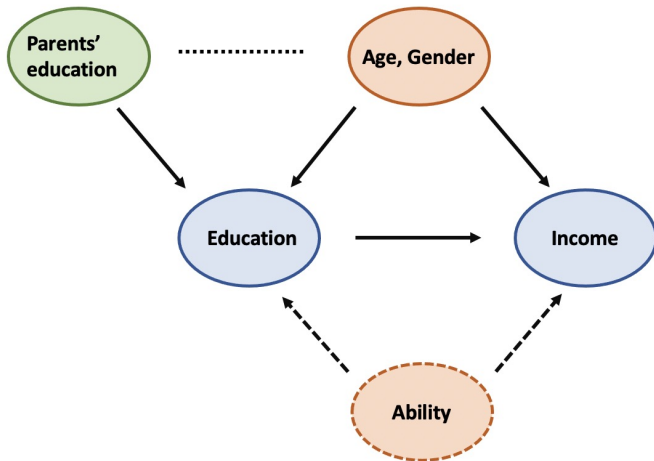 Parents’
education
Age, Gender
Education
Income
Ability